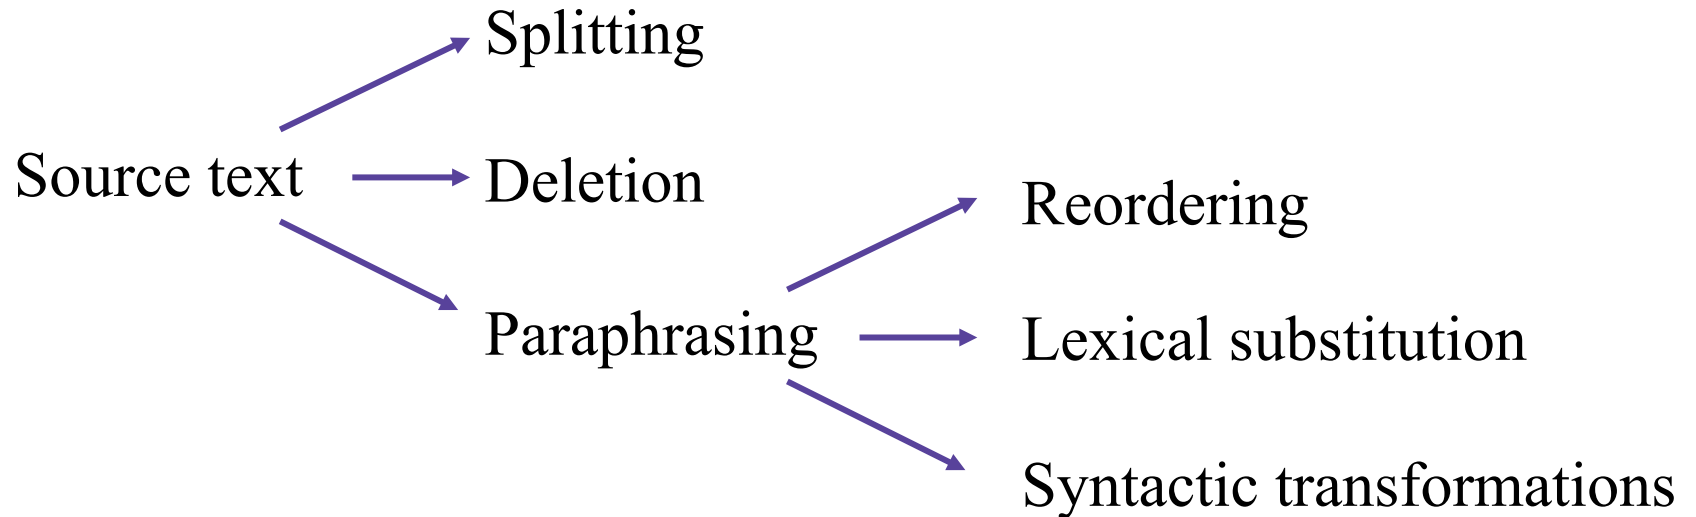 Splitting
Source text
Deletion
Reordering
Paraphrasing
Lexical substitution
Syntactic transformations